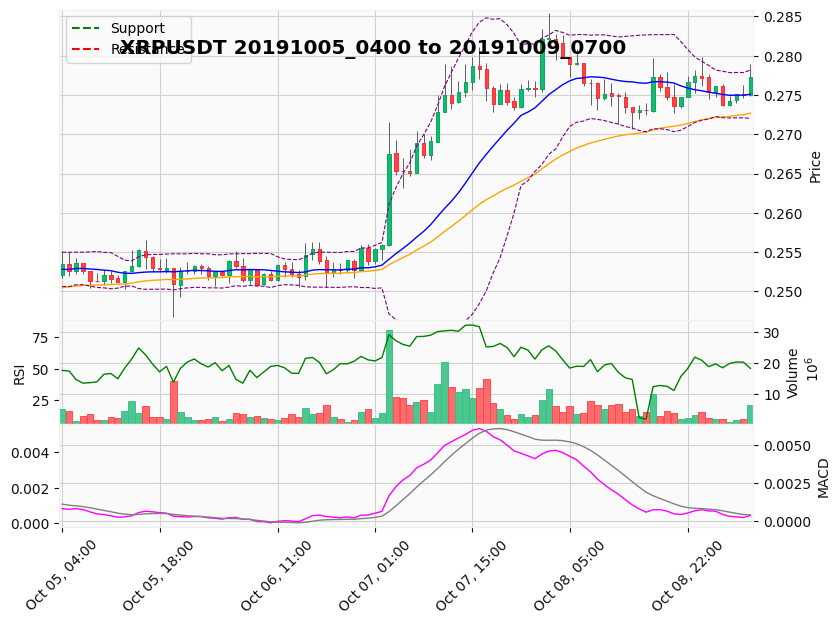 XRPUSDT 20191005_0400 to 20191009_0700
Support
Resistance
0.285
0.280
0.275
0.270
0.265
0.260
0.255
0.250
Price
75
50
25
RSI
30
20
10
Volume
10^6
0.004
0.002
0.000
0.0050
0.0025
0.0000
MACD
Oct 05, 04:00
Oct 05, 18:00
Oct 06, 11:00
Oct 07, 01:00
Oct 07, 15:00
Oct 08, 05:00
Oct 08, 22:00